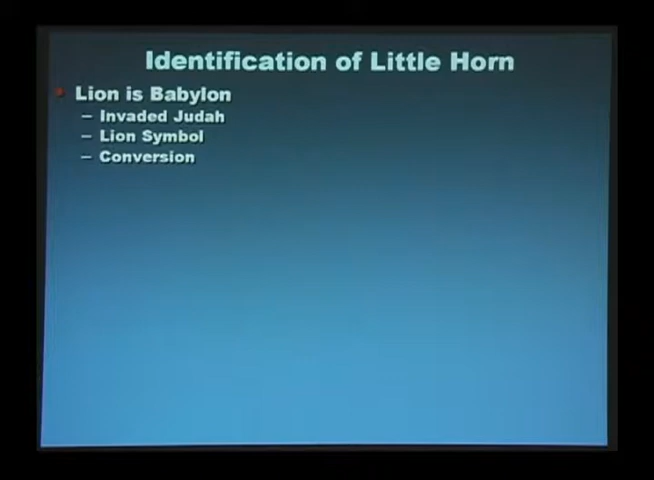 Identification of Little Horn
• Lion is Babylon
– Invaded Judah
– Lion Symbol
– Conversion